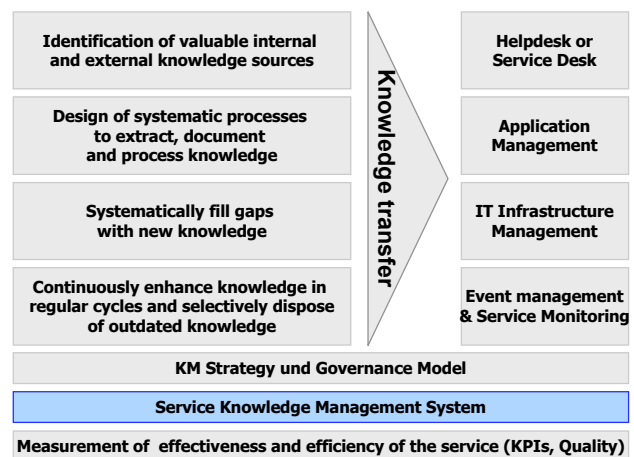 Identification of valuable internal
and external knowledge sources
Design of systematic processes
to extract, document
and process knowledge
Systematically fill gaps
with new knowledge
Continuously enhance knowledge in
regular cycles and selectively dispose
of outdated knowledge
Knowledge transfer
Helpdesk or
Service Desk
Application
Management
IT Infrastructure
Management
Event management
& Service Monitoring
KM Strategy und Governance Model
Service Knowledge Management System
Measurement of effectiveness and efficiency of the service (KPIs, Quality)